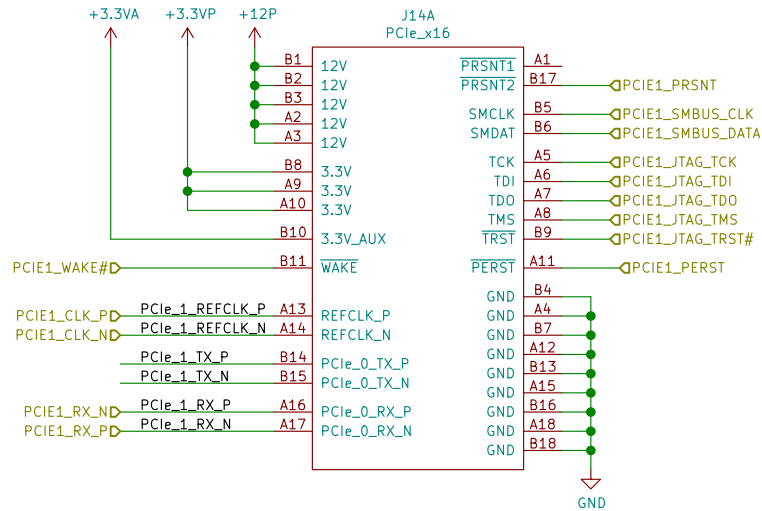 +3.3VA +3.3VP +12P
J14A
PCIe_x16
B1 12V PRSNT1 A1
B2 12V PRSNT2 B17 PCIE1_PRSNT
B3 12V
A2 12V SMCLK B5 PCIE1_SMBUS_CLK
A3 12V SMDAT B6 PCIE1_SMBUS_DATA
TCK A5 PCIE1_JTAG_TCK
B8 3.3V
A9 3.3V TDI A6 PCIE1_JTAG_TDI
A10 3.3V TDO A7 PCIE1_JTAG_TDO
TMS A8 PCIE1_JTAG_TMS
B10 3.3V_AUX TRST B9 PCIE1_JTAG_TRST#
PCIE1_WAKE# B11 WAKE PERST A11 PCIE1_PERST
GND B4
PCIE1_CLK_P PCIe_1_REFCLK_P A13 REFCLK_P GND A4
PCIE1_CLK_N PCIe_1_REFCLK_N A14 REFCLK_N GND B7
GND A12
PCIe_1_TX_P B14 PCIe_0_TX_P
PCIe_1_TX_N B15 PCIe_0_TX_N GND B13
GND A15
PCIE1_RX_N PCIe_1_RX_P A16 PCIe_0_RX_P GND B16
PCIE1_RX_P PCIe_1_RX_N A17 PCIe_0_RX_N GND A18
GND B18
GND